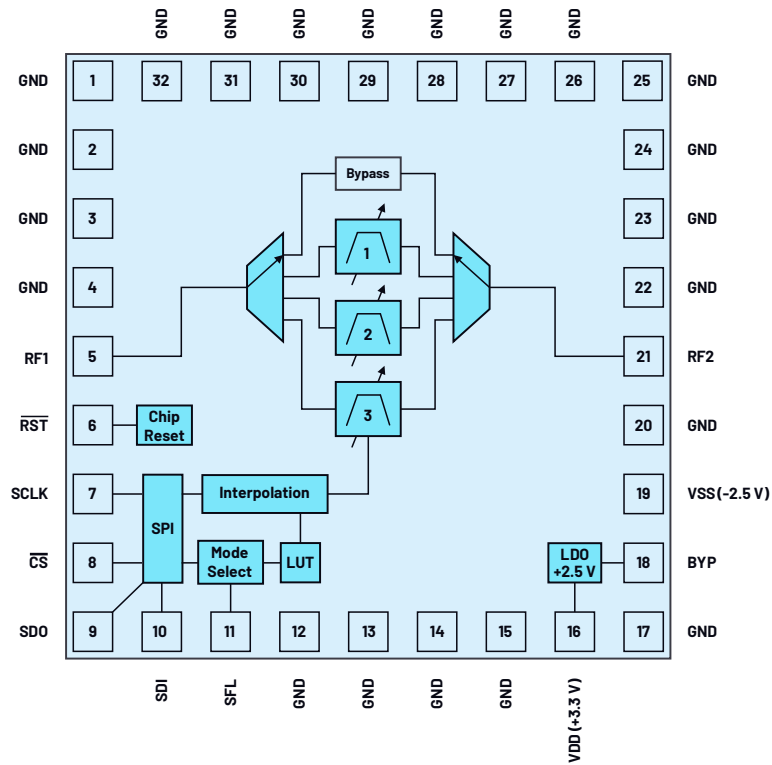 GND GND GND GND GND GND GND
GND 1 32 31 30 29 28 27 26 25 GND
GND 2 24 GND
Bypass
GND 3 23 GND
1
GND 4 22 GND
2
RF1 5 21 RF2
3
RST 6 Chip 20 GND
Reset
SCLK 7 Interpolation 19 VSS (-2.5 V)
SPI
CS 8 Mode LUT LDO 18 BYP
Select +2.5 V
SDO 9 10 11 12 13 14 15 16 17 GND
SDI SFL GND GND GND GND VDD (+3.3 V)